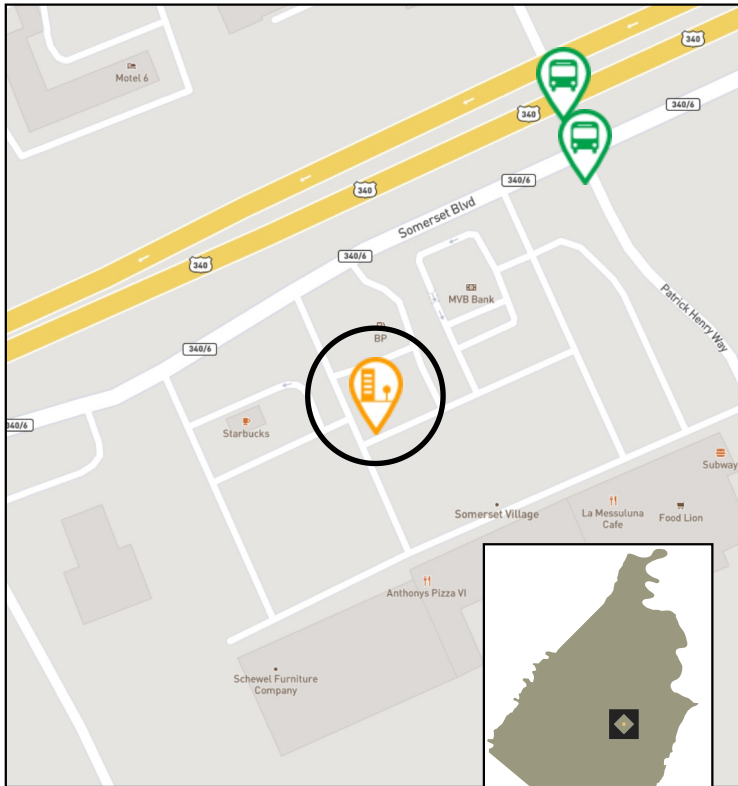 340
340
340/6
Motel 6
340
340
340/6
Somerset Blvd
340
340/6
MVB Bank
Patrick Henry Way
BP
340/6
340/6
Starbucks
Subway
Somerset Village
La Messuluna
Cafe
Food Lion
Anthonys Pizza VI
Schewel Furniture
Company